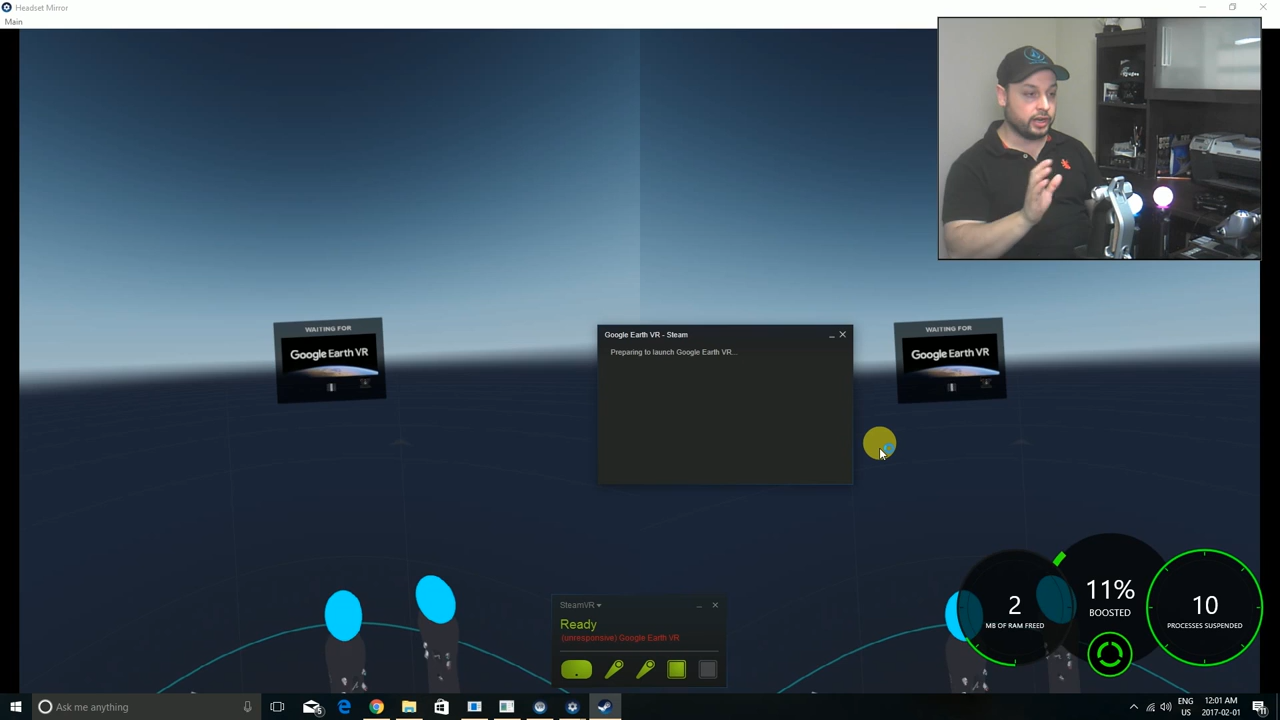 Headset Mirror
Main
WAITING FOR
Google Earth VR
WAITING FOR
Google Earth VR
Google Earth VR - Steam
Preparing to launch Google Earth VR...
SteamVR
Ready
(unresponsive) Google Earth VR
2
MB OF RAM FREED
11%
BOOSTED
10
PROCESSES SUSPENDED
Ask me anything
5
ENG
US
12:01 AM
2017-02-01
11